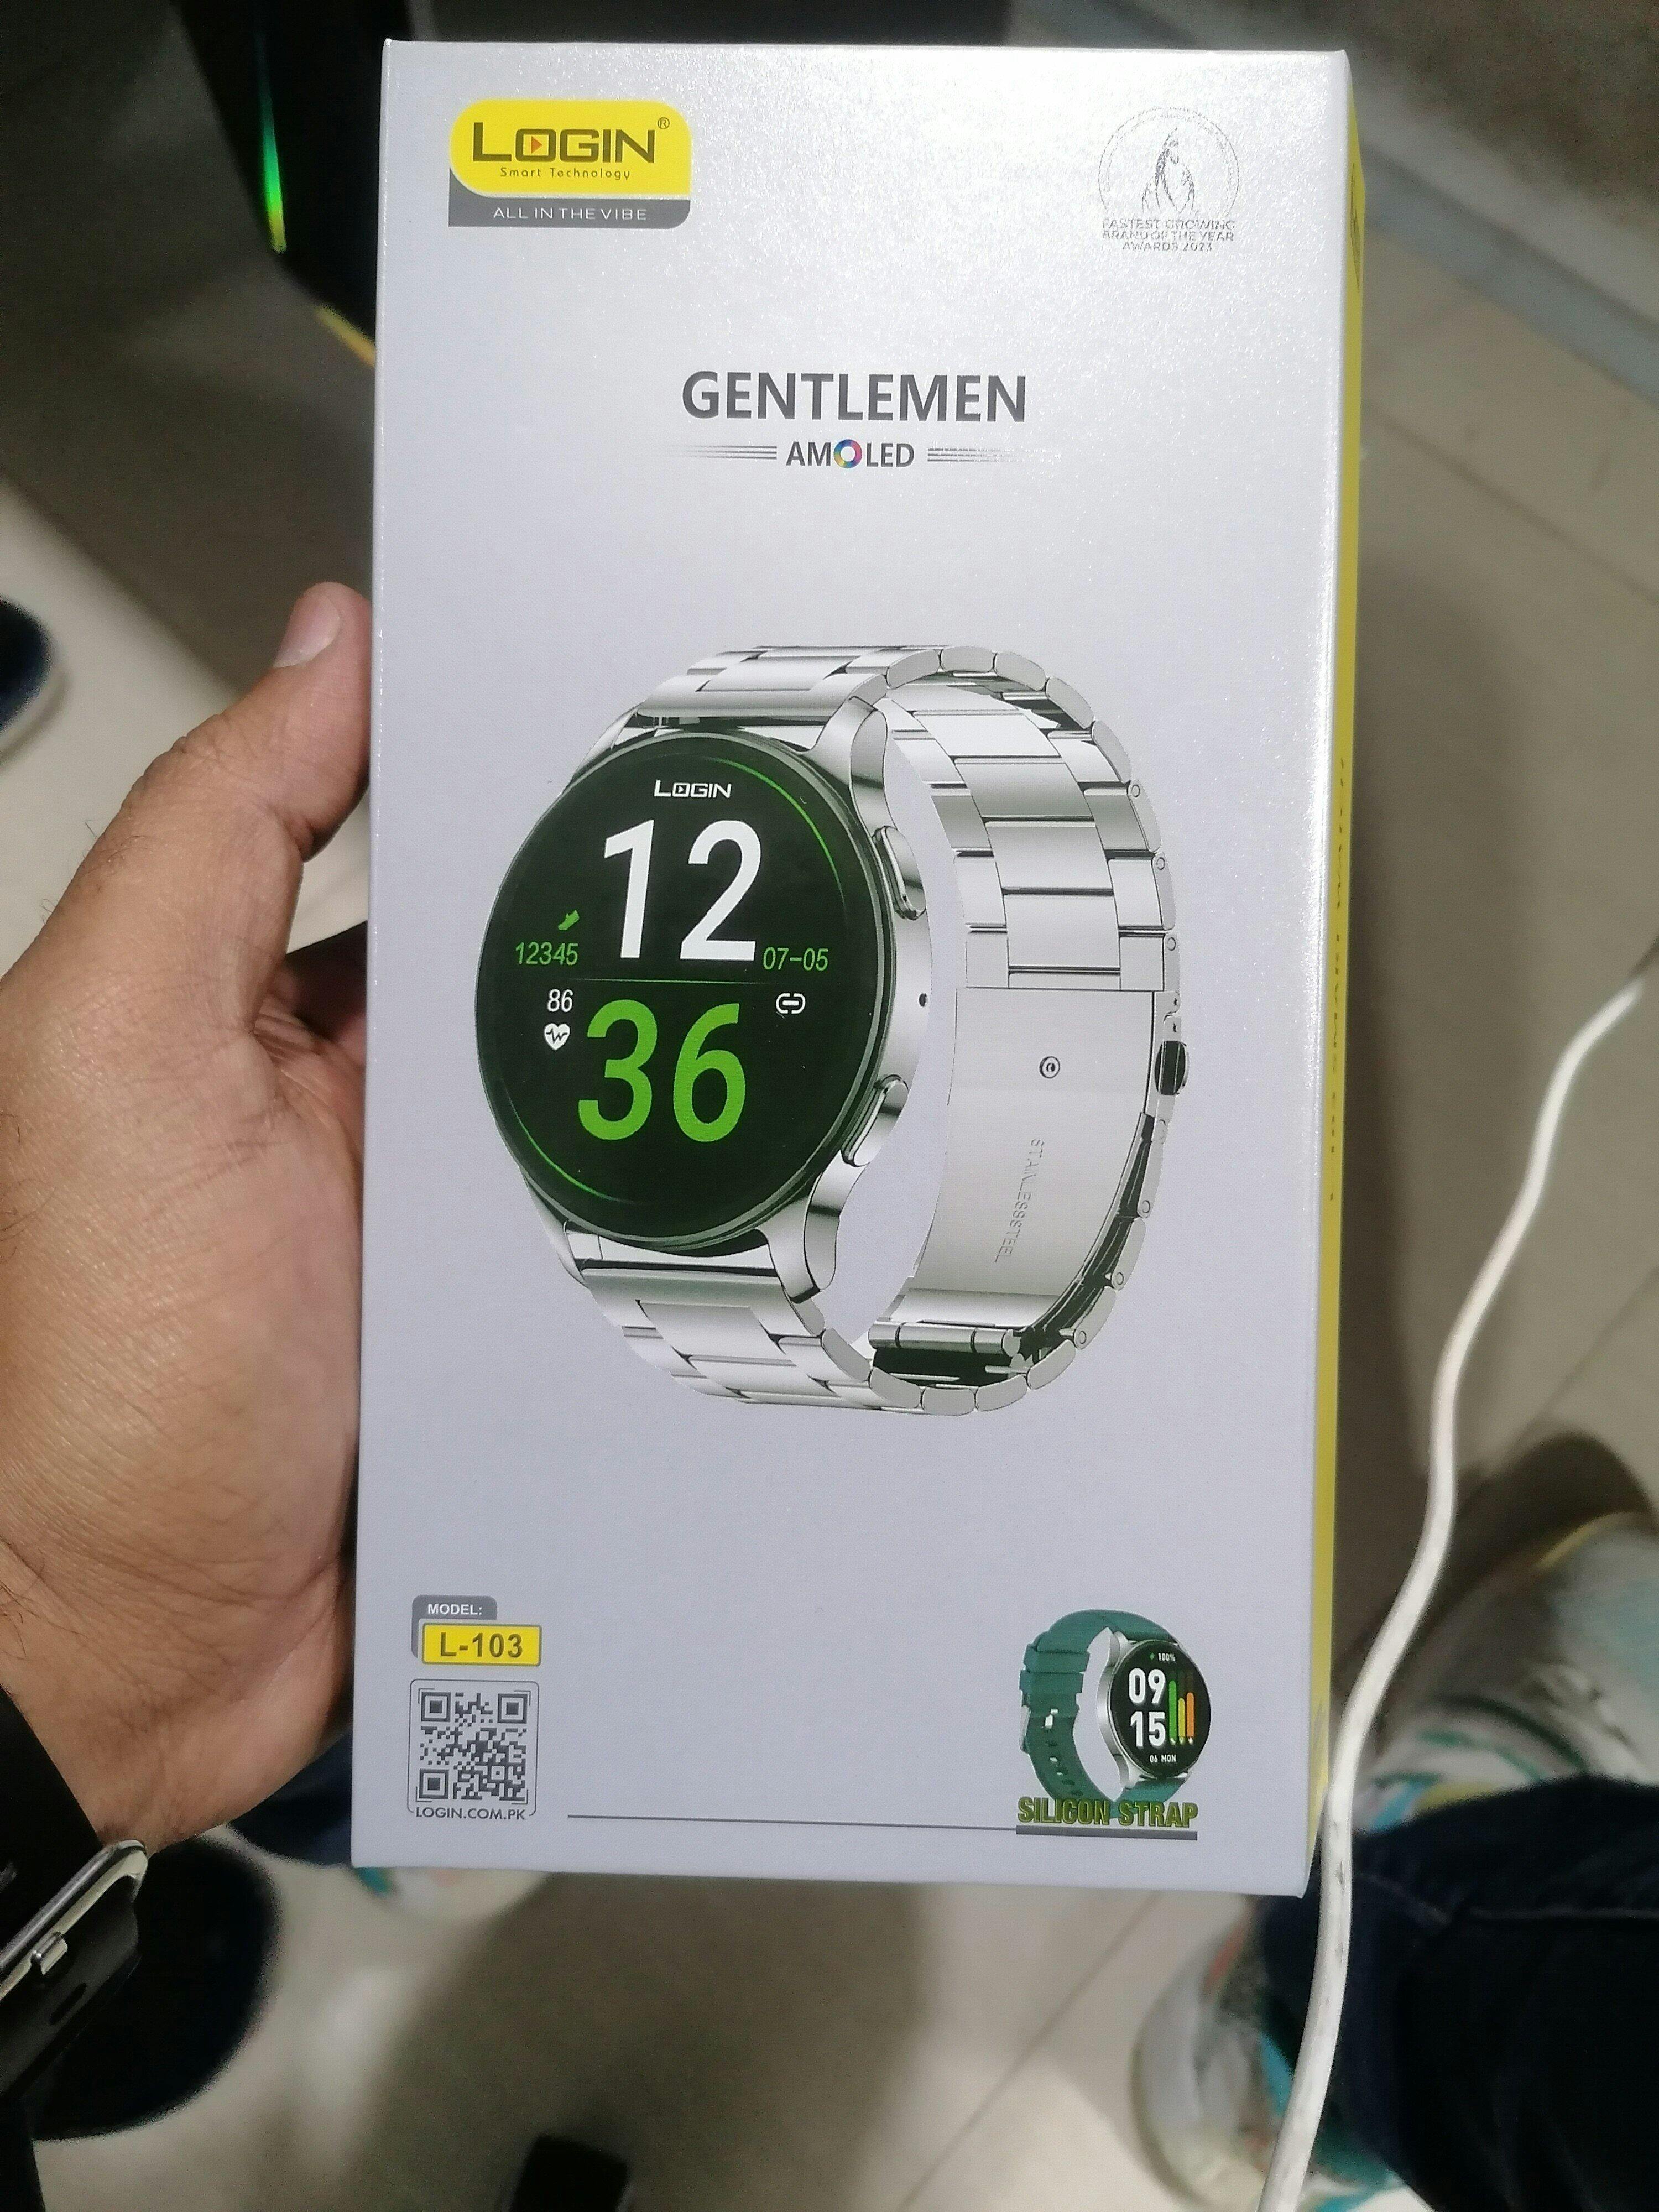 LOGIN®
Smart Technology
ALL IN THE VIBE
FASTEST GROWING
BRAND OF THE YEAR
AWARDS 2023
GENTLEMEN
AMOLED
LOGIN
12
12345
07-05
86
36
STAINLESSSTEEL
MODEL:
L-103
LOGIN.COM.PK
100%
09
15
06 MON
SILICON STRAP